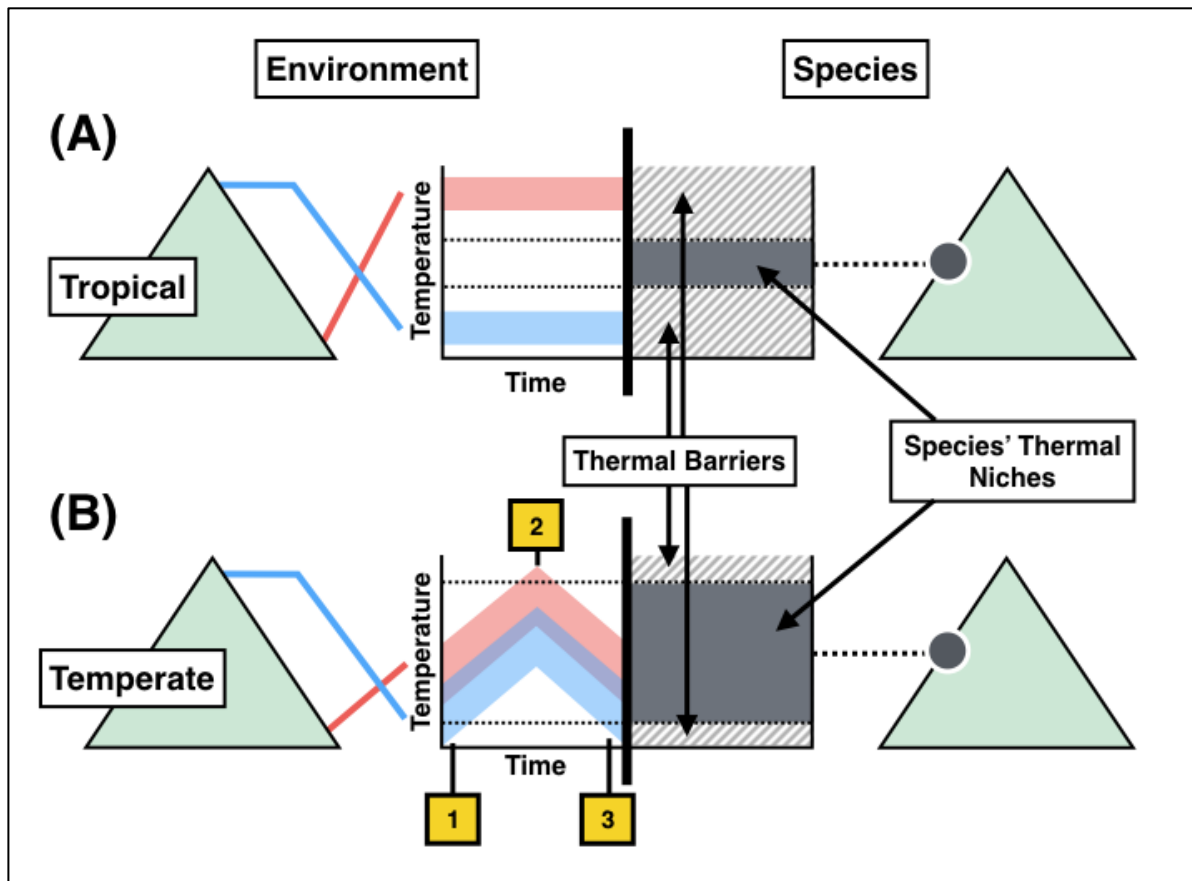 Environment
Species
(A)
Tropical
Temperature
Time
Thermal Barriers
Species' Thermal
Niches
(B)
2
Temperate
Temperature
Time
1
3